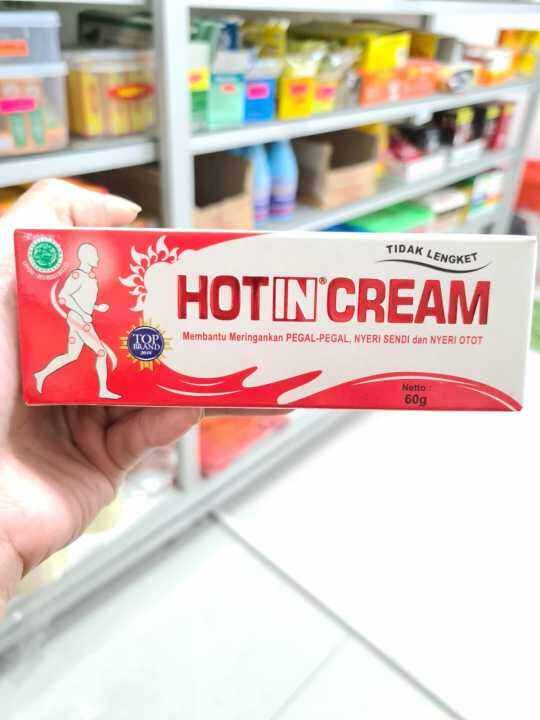 TIDAK LENGKET
HOT IN® CREAM
Membantu Meringankan PEGAL-PEGAL, NYERI SENDI dan NYERI OTOT
TOP
BRAND
Netto :
60g